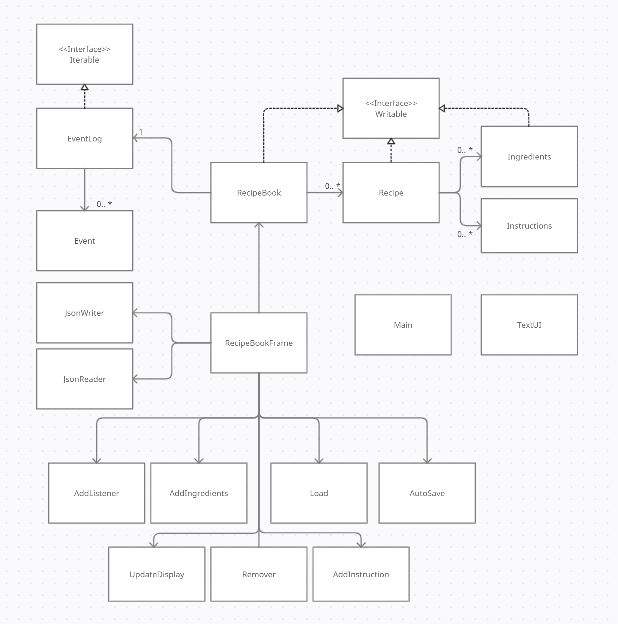 <<Interface>>
Iterable
<<Interface>>
Writable
EventLog
1
Ingredients
0.. *
RecipeBook
0.. *
Recipe
0.. *
Instructions
0.. *
Event
JsonWriter
RecipeBookFrame
Main
TextUI
JsonReader
AddListener
AddIngredients
Load
AutoSave
UpdateDisplay
Remover
AddInstruction